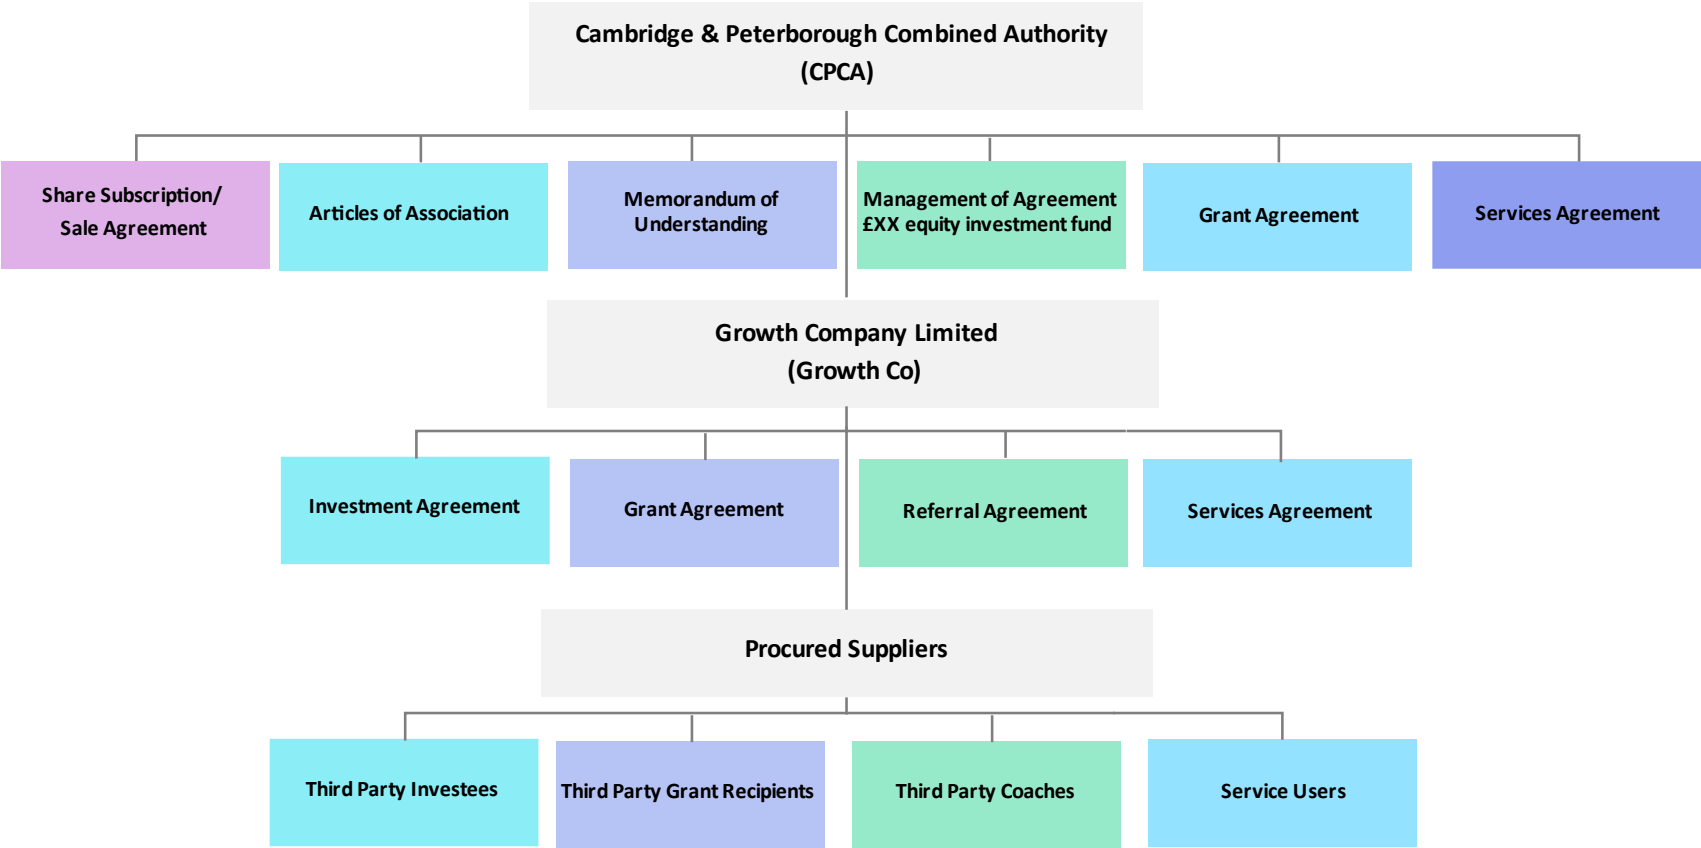 Cambridge & Peterborough Combined Authority
(CPCA)
Share Subscription/
Sale Agreement
Articles of Association
Memorandum of
Understanding
Management of Agreement
£XX equity investment fund
Grant Agreement
Services Agreement
Growth Company Limited
(Growth Co)
Investment Agreement
Grant Agreement
Referral Agreement
Services Agreement
Procured Suppliers
Third Party Investees
Third Party Grant Recipients
Third Party Coaches
Service Users